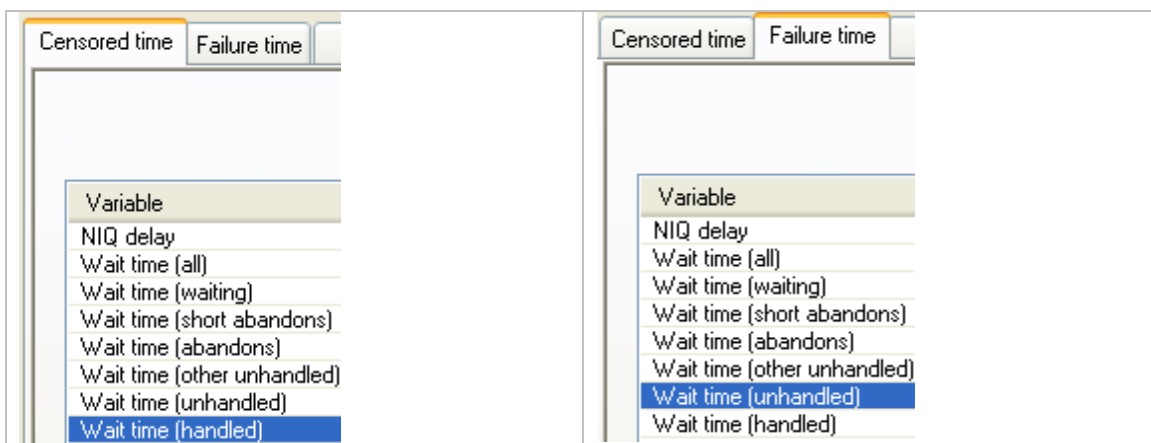 Censored time Failure time
Variable
NIQ delay
Wait time (all)
Wait time (waiting)
Wait time (short abandons)
Wait time (abandons)
Wait time (other unhandled)
Wait time (unhandled)
Wait time (handled)
Censored time Failure time
Variable
NIQ delay
Wait time (all)
Wait time (waiting)
Wait time (short abandons)
Wait time (abandons)
Wait time (other unhandled)
Wait time (unhandled)
Wait time (handled)